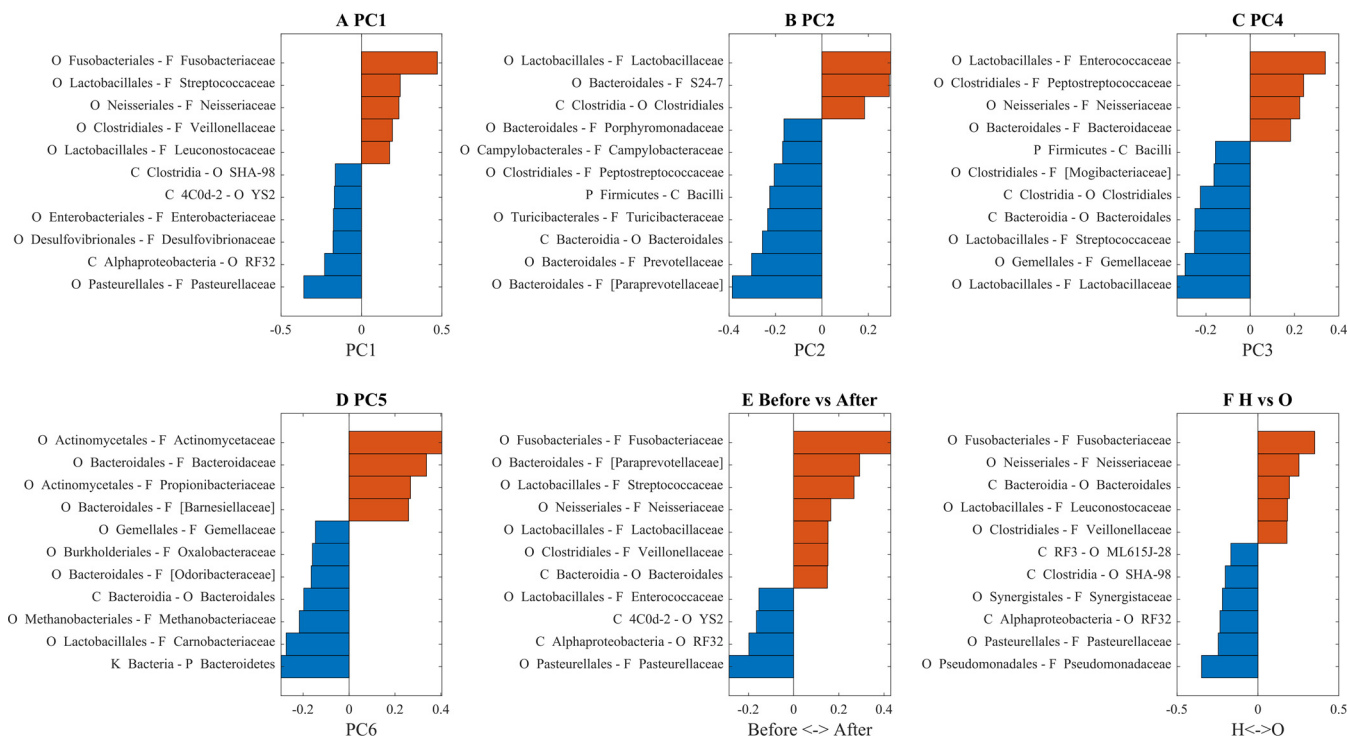 A PC1
O Fusobacteriales - F Fusobacteriaceae
O Lactobacillales - F Streptococcaceae
O Neisseriales - F Neisseriaceae
O Clostridiales - F Veillonellaceae
O Lactobacillales - F Leuconostocaceae
C Clostridia - O SHA-98
C 4C0d-2 - O YS2
O Enterobacteriales - F Enterobacteriaceae
O Desulfovibrionales - F Desulfovibrionaceae
C Alphaproteobacteria - O RF32
O Pasteurellales - F Pasteurellaceae
-0.5 0 0.5
PC1
B PC2
O Lactobacillales - F Lactobacillaceae
O Bacteroidales - F S24-7
C Clostridia - O Clostridiales
O Bacteroidales - F Porphyromonadaceae
O Campylobacterales - F Campylobacteraceae
O Clostridiales - F Peptostreptococcaceae
P Firmicutes - C Bacilli
O Turicibacterales - F Turicibacteraceae
C Bacteroidia - O Bacteroidales
O Bacteroidales - F Prevotellaceae
O Bacteroidales - F [Paraprevotellaceae]
-0.4 -0.2 0 0.2
PC2
C PC4
O Lactobacillales - F Enterococcaceae
O Clostridiales - F Peptostreptococcaceae
O Neisseriales - F Neisseriaceae
O Bacteroidales - F Bacteroidaceae
P Firmicutes - C Bacilli
O Clostridiales - F [Mogibacteriaceae]
C Clostridia - O Clostridiales
C Bacteroidia - O Bacteroidales
O Lactobacillales - F Streptococcaceae
O Gemellales - F Gemellaceae
O Lactobacillales - F Lactobacillaceae
-0.2 0 0.2 0.4
PC3
D PC5
O Actinomycetales - F Actinomycetaceae
O Bacteroidales - F Bacteroidaceae
O Actinomycetales - F Propionibacteriaceae
O Bacteroidales - F [Barnesiellaceae]
O Gemellales - F Gemellaceae
O Burkholderiales - F Oxalobacteraceae
O Bacteroidales - F [Odoribacteraceae]
C Bacteroidia - O Bacteroidales
O Methanobacteriales - F Methanobacteriaceae
O Lactobacillales - F Carnobacteriaceae
K Bacteria - P Bacteroidetes
-0.2 0 0.2 0.4
PC6
E Before vs After
O Fusobacteriales - F Fusobacteriaceae
O Bacteroidales - F [Paraprevotellaceae]
O Lactobacillales - F Streptococcaceae
O Neisseriales - F Neisseriaceae
O Lactobacillales - F Lactobacillaceae
O Clostridiales - F Veillonellaceae
C Bacteroidia - O Bacteroidales
O Lactobacillales - F Enterococcaceae
C 4C0d-2 - O YS2
C Alphaproteobacteria - O RF32
O Pasteurellales - F Pasteurellaceae
-0.2 0 0.2 0.4
Before <-> After
F H vs O
O Fusobacteriales - F Fusobacteriaceae
O Neisseriales - F Neisseriaceae
C Bacteroidia - O Bacteroidales
O Lactobacillales - F Leuconostocaceae
O Clostridiales - F Veillonellaceae
C RF3 - O ML615J-28
C Clostridia - O SHA-98
O Synergistales - F Synergistaceae
C Alphaproteobacteria - O RF32
O Pasteurellales - F Pasteurellaceae
O Pseudomonadales - F Pseudomonadaceae
-0.5 0 0.5
H<->O